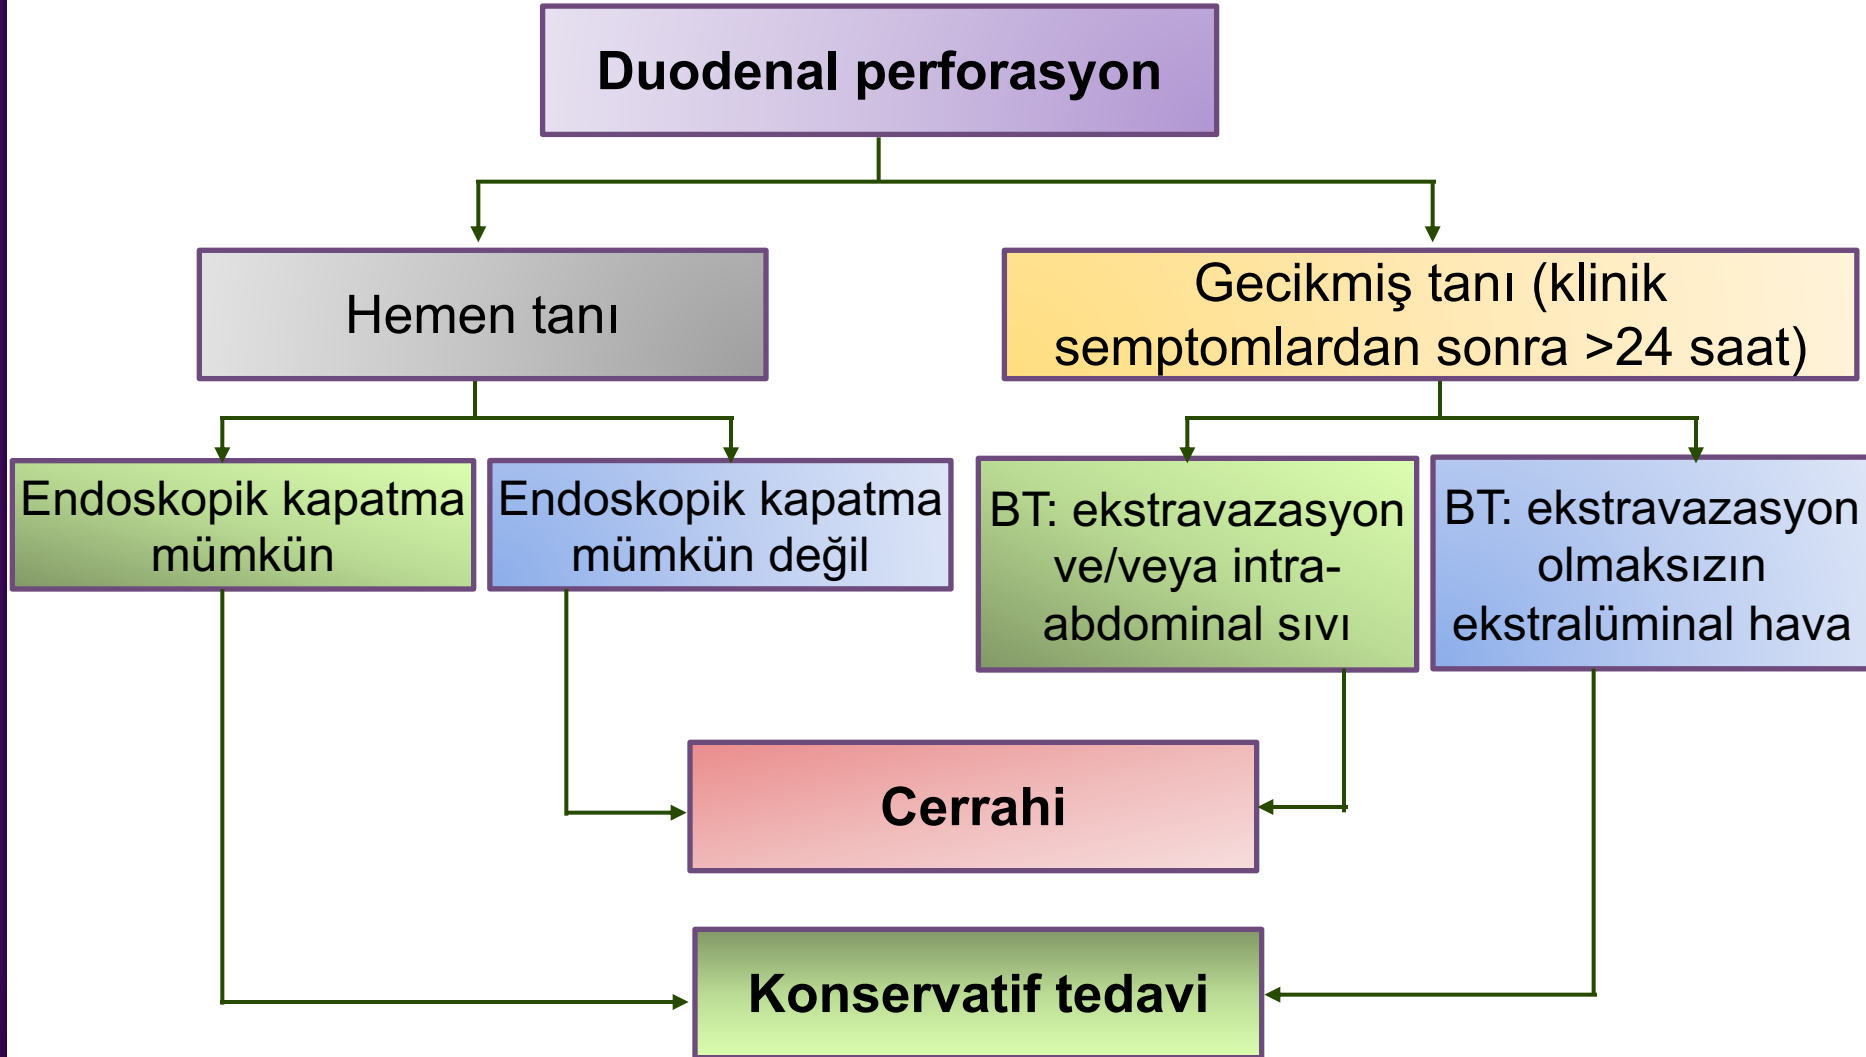 Duodenal perforasyon
Hemen tanı
Gecikmiş tanı (klinik
semptomlardan sonra >24 saat)
Endoskopik kapatma
mümkün
Endoskopik kapatma
mümkün değil
BT: ekstravazasyon
ve/veya intra-
abdominal sıvı
BT: ekstravazasyon
olmaksızın
ekstralüminal hava
Cerrahi
Konservatif tedavi